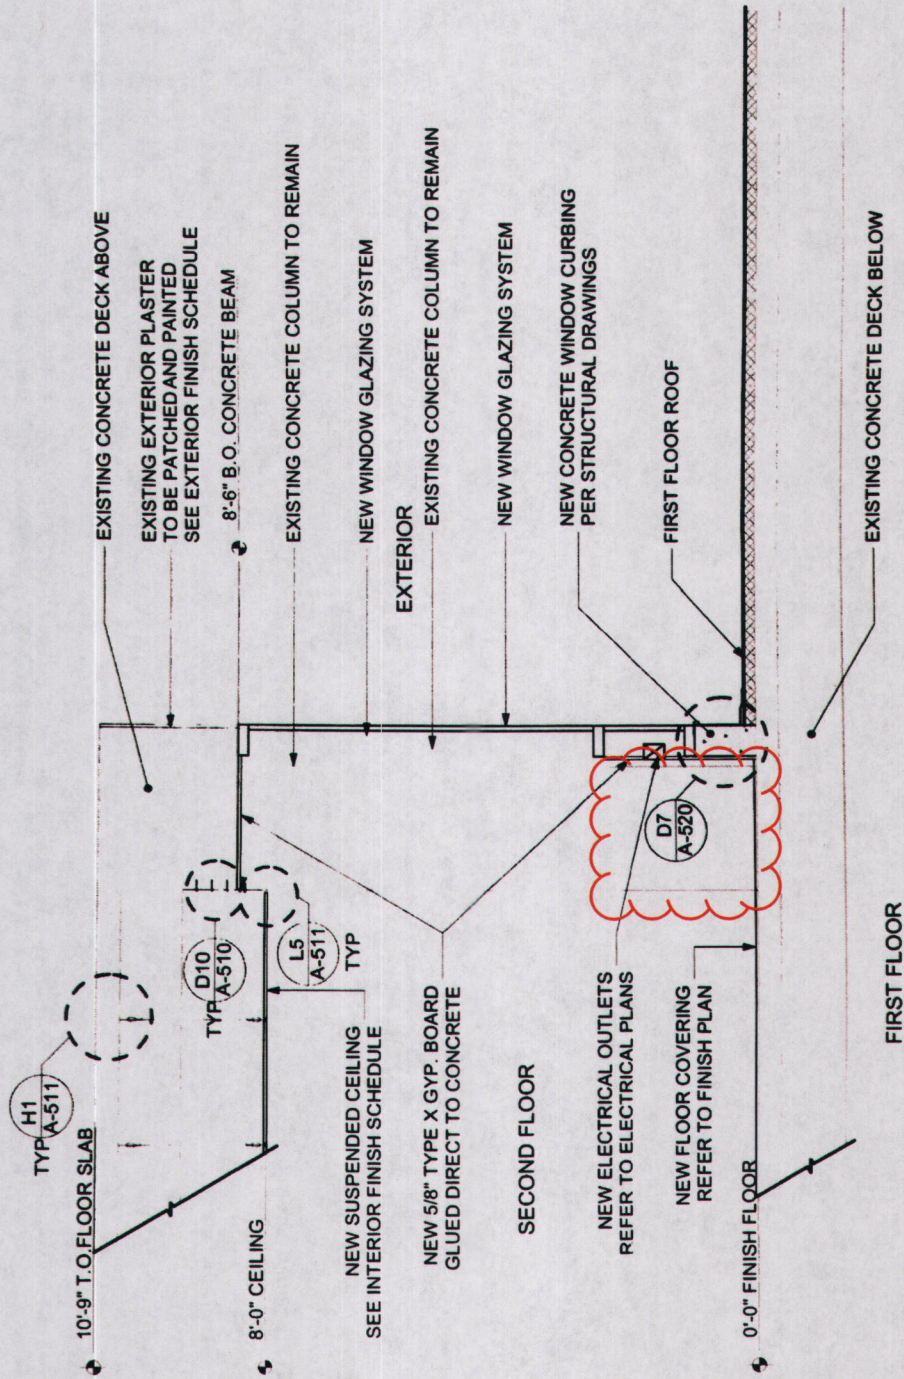 TYP
H1
A-511
10'-9" T.O. FLOOR SLAB
EXISTING CONCRETE DECK ABOVE
EXISTING EXTERIOR PLASTER
TO BE PATCHED AND PAINTED
SEE EXTERIOR FINISH SCHEDULE
TYP
D10
A-510
8'-6" B.O. CONCRETE BEAM
8'-0" CEILING
L5
A-511
TYP
EXISTING CONCRETE COLUMN TO REMAIN
NEW SUSPENDED CEILING
SEE INTERIOR FINISH SCHEDULE
NEW WINDOW GLAZING SYSTEM
EXTERIOR
NEW 5/8" TYPE X GYP. BOARD
GLUED DIRECT TO CONCRETE
EXISTING CONCRETE COLUMN TO REMAIN
SECOND FLOOR
NEW WINDOW GLAZING SYSTEM
NEW ELECTRICAL OUTLETS
REFER TO ELECTRICAL PLANS
NEW CONCRETE WINDOW CURBING
PER STRUCTURAL DRAWINGS
D7
A-520
NEW FLOOR COVERING
REFER TO FINISH PLAN
FIRST FLOOR ROOF
0'-0" FINISH FLOOR
EXISTING CONCRETE DECK BELOW
FIRST FLOOR